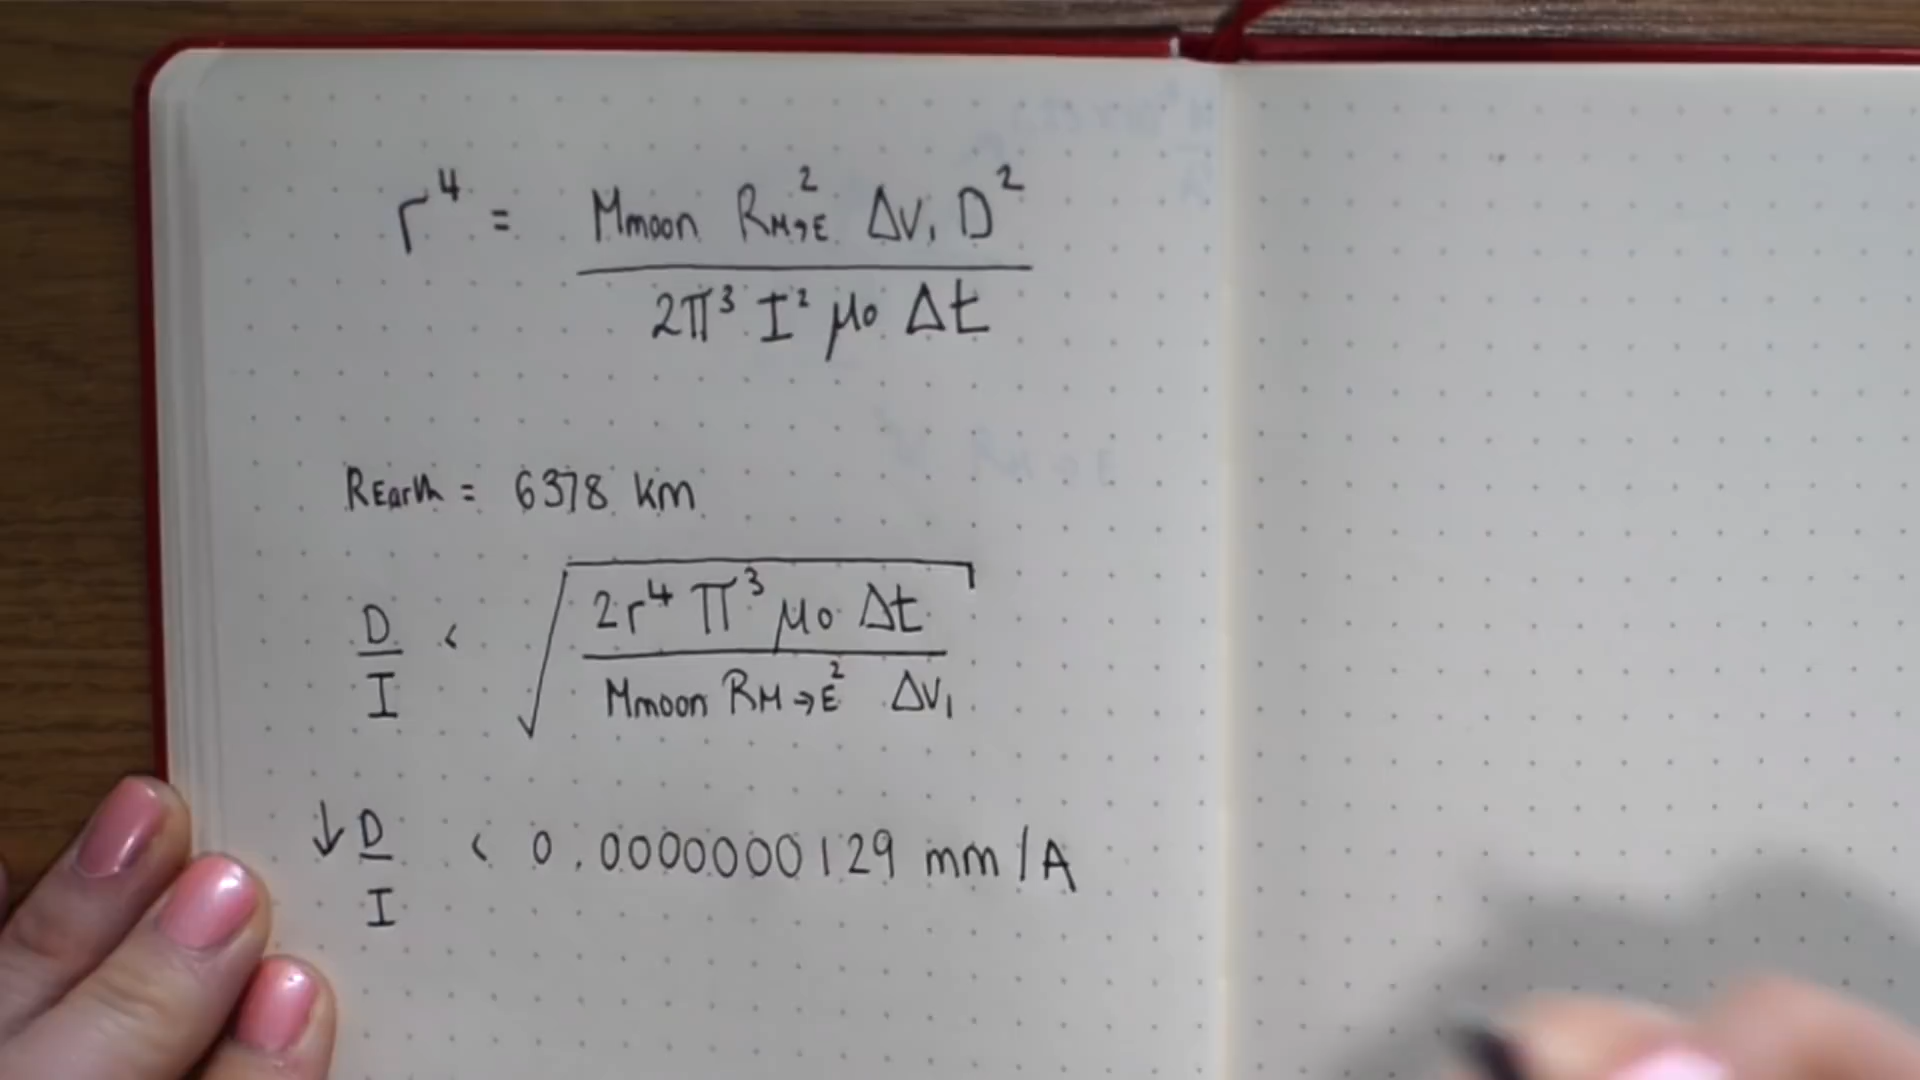 r⁴ = Mmoon RM→E² ΔV₁ D² / 2π³ I² μ₀ Δt
REarth = 6378 km
D/I < √(2r⁴ π³ μ₀ Δt / Mmoon RM→E² ΔV₁)
↓ D/I < 0.0000000129 mm/A